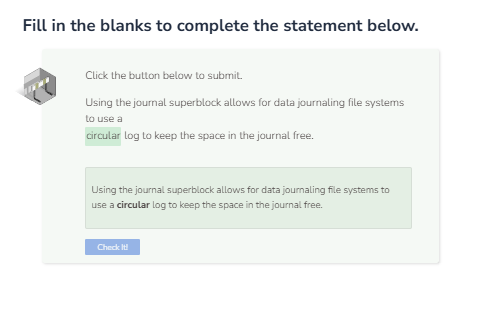 Fill in the blanks to complete the statement below.
Click the button below to submit.
Using the journal superblock allows for data journaling file systems
to use a
circular log to keep the space in the journal free.
Using the journal superblock allows for data journaling file systems to
use a circular log to keep the space in the journal free.
Check It!